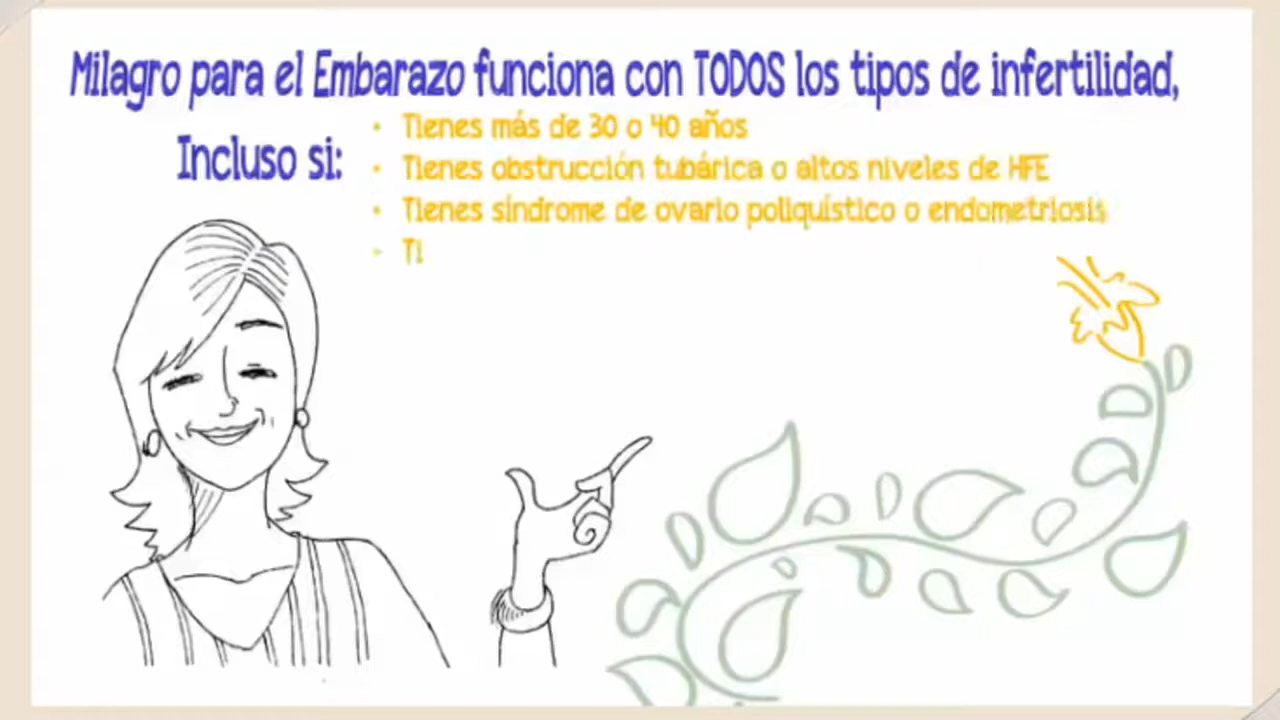 Milagro para el Embarazo funciona con TODOS los tipos de infertilidad,
Incluso si:
• Tienes más de 30 o 40 años
• Tienes obstrucción tubárica o altos niveles de HFE
• Tienes síndrome de ovario poliquístico o endometriosis
• Ti